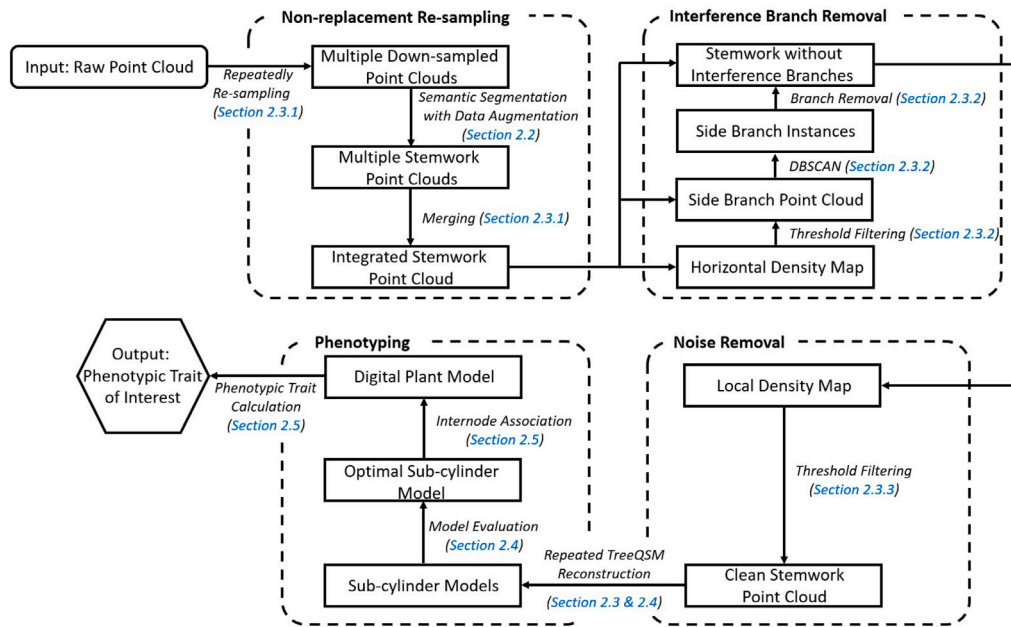 Non-replacement Re-sampling
Input: Raw Point Cloud
Repeatedly
Re-sampling
(Section 2.3.1)
Multiple Down-sampled
Point Clouds
Semantic Segmentation
with Data Augmentation
(Section 2.2)
Multiple Stemwork
Point Clouds
Merging (Section 2.3.1)
Integrated Stemwork
Point Cloud
Interference Branch Removal
Stemwork without
Interference Branches
Branch Removal (Section 2.3.2)
Side Branch Instances
DBSCAN (Section 2.3.2)
Side Branch Point Cloud
Threshold Filtering (Section 2.3.2)
Horizontal Density Map
Noise Removal
Local Density Map
Threshold Filtering
(Section 2.3.3)
Clean Stemwork
Point Cloud
Repeated TreeQSM
Reconstruction
(Section 2.3 & 2.4)
Phenotyping
Digital Plant Model
Internode Association
(Section 2.5)
Optimal Sub-cylinder
Model
Model Evaluation
(Section 2.4)
Sub-cylinder Models
Phenotypic Trait
Calculation
(Section 2.5)
Output:
Phenotypic Trait
of Interest